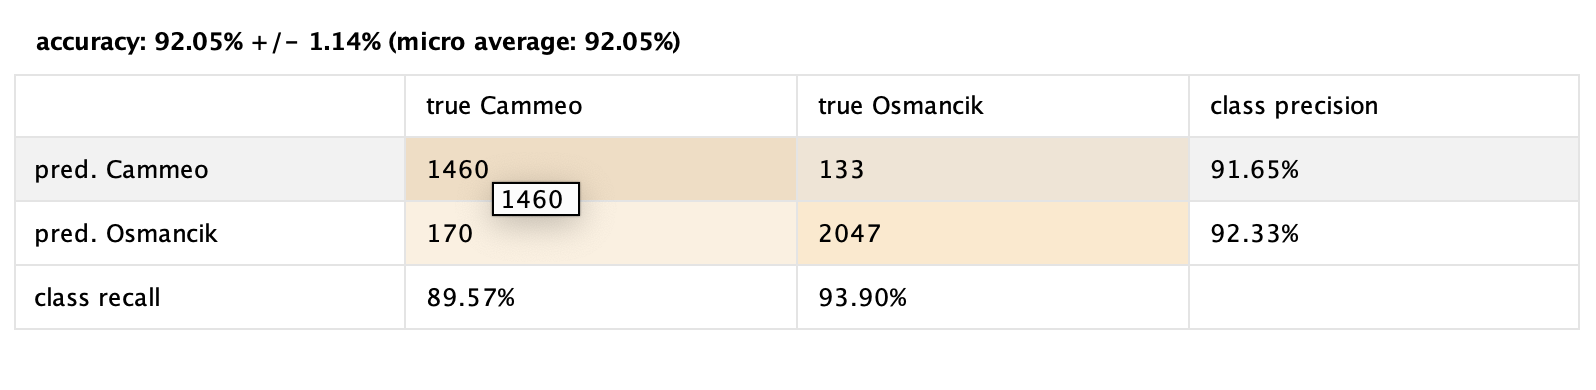 accuracy: 92.05% +/- 1.14% (micro average: 92.05%)
true Cammeo true Osmancik class precision
pred. Cammeo 1460 133 91.65%
1460
pred. Osmancik 170 2047 92.33%
class recall 89.57% 93.90%